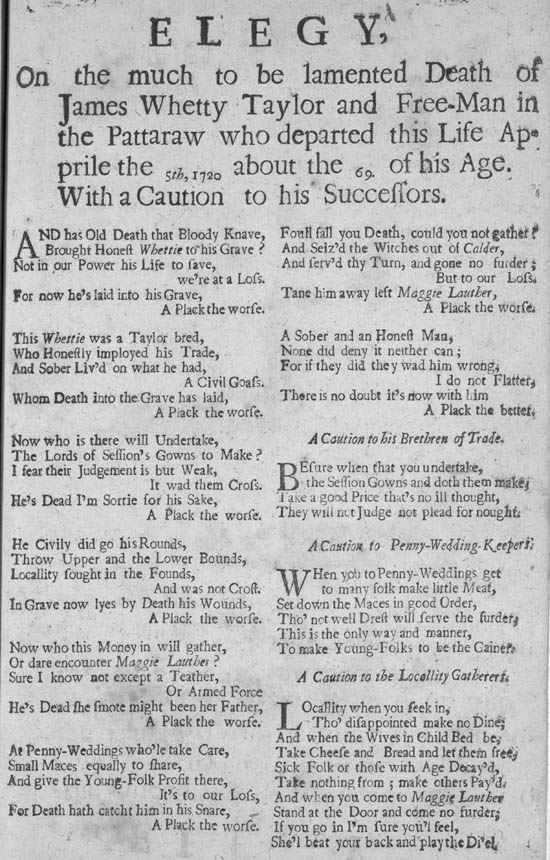 ELEGY,
On the much to be lamented Death of
James Whetty Taylor and Free-Man in
the Pattaraw who departed this Life Ap-
prile the 5th, 1720 about the 69. of his Age.
With a Caution to his Succeſſors.
AND has Old Death that Bloody Knave,
Brought Honeſt Whettie to his Grave ?
Not in our Power his Life to ſave,
we're at a Loſs.
For now he's laid into his Grave,
A Plack the worſe.
This Whettie was a Taylor bred,
Who Honeſtly imployed his Trade,
And Sober Liv'd on what he had,
A Civil Goaſs.
Whom Death into the Grave has laid,
A Plack the worſe.
Now who is there will Undertake,
The Lords of Seſſion's Gowns to Make ?
I fear their Judgement is but Weak,
It wad them Croſs.
He's Dead I'm Sorrie for his Sake,
A Plack the worſe.
He Civily did go his Rounds,
Throw Upper and the Lower Bounds,
Locallity ſought in the Founds,
And was not Croſt.
In Grave now lyes by Death his Wounds,
A Plack the worſe.
Now who this Money in will gather,
Or dare encounter Maggie Lauther ?
Sure I know not except a Teather,
Or Armed Force
He's Dead ſhe ſmote might been her Father,
A Plack the worſe.
At Penny-Weddings who'le take Care,
Small Maces equally to ſhare,
And give the Young-Folk Profit there,
It's to our Loſs,
For Death hath catcht him in his Snare,
A Plack the worſe.
Foull fall you Death, could you not gather ?
And Seiz'd the Witches out of Calder,
And ſerv'd thy Turn, and gone no furder ;
But to our Loſs.
Tane him away left Maggie Lauther,
A Plack the worſe.
A Sober and an Honeſt Man,
None did deny it neither can ;
For if they did they wad him wrong,
I do not Flatter,
There is no doubt it's now with him
A Plack the better.
A Caution to his Brethren of Trade.
BEſure when that you undertake,
the Seſſion Gowns and doth them make,
Take a good Price that's no ill thought,
They will not Judge not plead for nought.
A Caution to Penny-Wedding-Keepers.
WHen you to Penny-Weddings get
to many folk make little Meat,
Set down the Maces in good Order,
Tho' not well Dreſt will ſerve the furder,
This is the only way and manner,
To make Young-Folks to be the Gainer.
A Caution to the Locallity Gatherers.
LOcallity when you ſeek in,
Tho' diſappointed make no Dine,
And when the Wives in Child Bed be,
Take Cheeſe and Bread and let them free,
Sick Folk or thoſe with Age Decay'd,
Take nothing from ; make others Pay'd.
And when you come to Maggie Lauther
Stand at the Door and come no furder;
If you go in I'm ſure you'l feel,
She'll beat your back and play the Di'el.